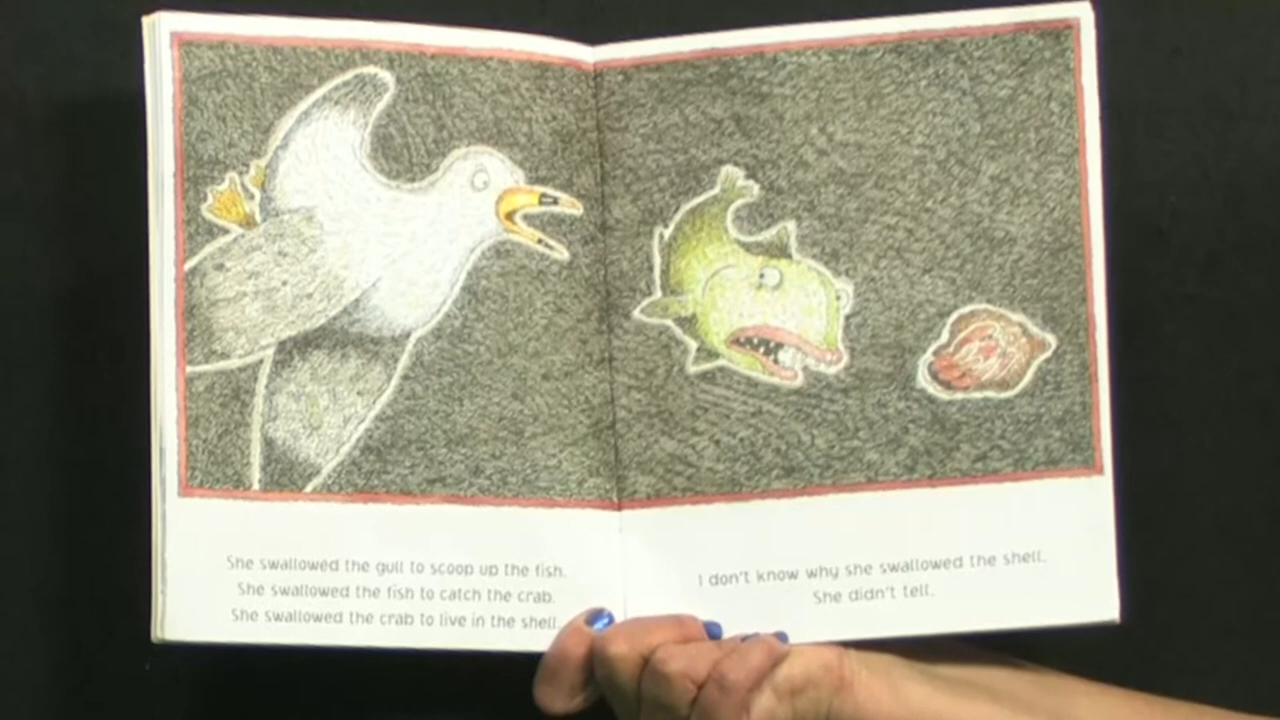 She swallowed the gull to scoop up the fish.
She swallowed the fish to catch the crab.
She swallowed the crab to live in the shell.
I don't know why she swallowed the shell.
She didn't tell.